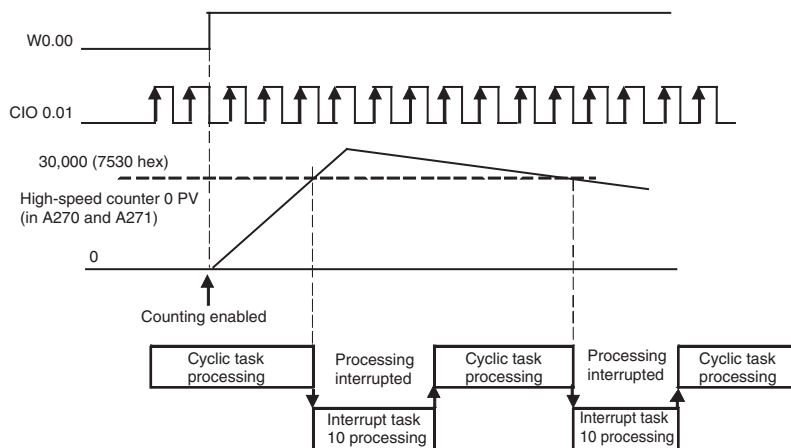 W0.00
CIO 0.01
30,000 (7530 hex)
High-speed counter 0 PV
(in A270 and A271)
0
Counting enabled
Cyclic task
processing
Processing
interrupted
Cyclic task
processing
Processing
interrupted
Cyclic task
processing
Interrupt task
10 processing
Interrupt task
10 processing